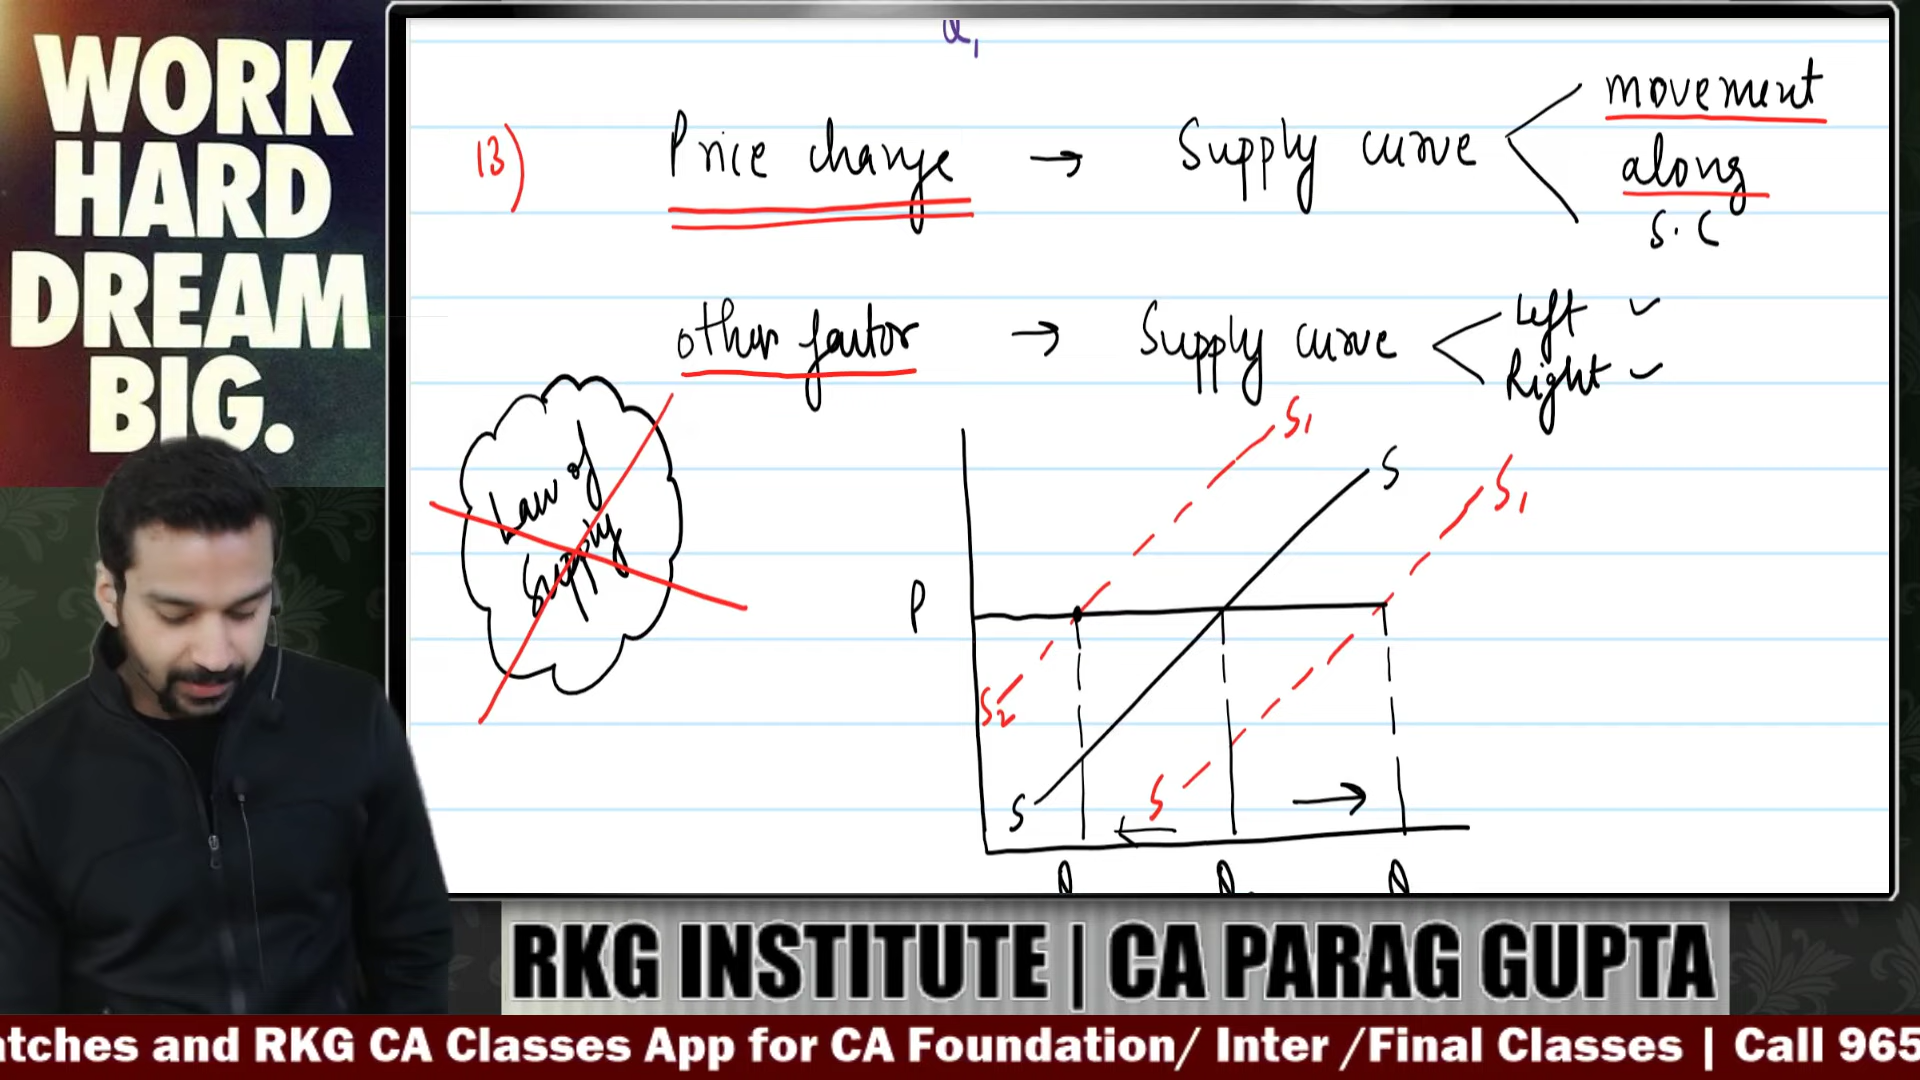 WORK
HARD
DREAM
BIG.
Q1
13) Price change → Supply curve movement
along
S.C
other factor → Supply curve Left ✓
Right ✓
Law of
Supply
S1
S
S1
P
S2
S
S
Q Q Q
RKG INSTITUTE | CA PARAG GUPTA
atches and RKG CA Classes App for CA Foundation/ Inter /Final Classes | Call 965